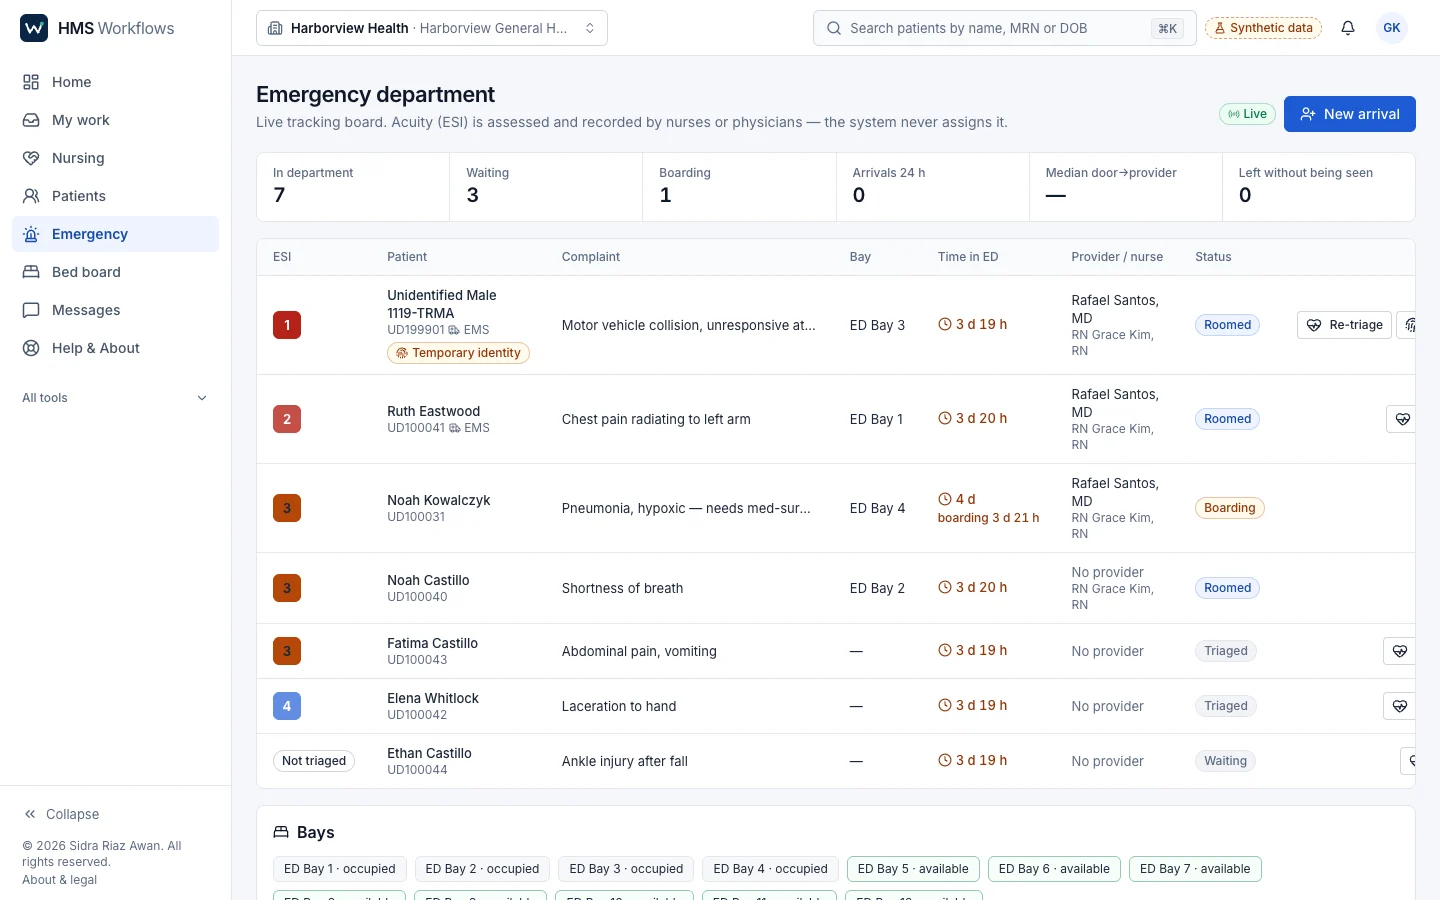 HMS Workflows
Harborview Health · Harborview General H...
Search patients by name, MRN or DOB
⌘K
Synthetic data
GK
Home
My work
Nursing
Patients
Emergency
Bed board
Messages
Help & About
All tools
Collapse
© 2026 Sidra Riaz Awan. All
rights reserved.
About & legal
Emergency department
Live tracking board. Acuity (ESI) is assessed and recorded by nurses or physicians — the system never assigns it.
Live
New arrival
In department
7
Waiting
3
Boarding
1
Arrivals 24 h
0
Median door→provider
—
Left without being seen
0
ESI Patient Complaint Bay Time in ED Provider / nurse Status
1
Unidentified Male
1119-TRMA
UD199901 EMS
Temporary identity
Motor vehicle collision, unresponsive at...
ED Bay 3
3 d 19 h
Rafael Santos,
MD
RN Grace Kim,
RN
Roomed
Re-triage
2
Ruth Eastwood
UD100041 EMS
Chest pain radiating to left arm
ED Bay 1
3 d 20 h
Rafael Santos,
MD
RN Grace Kim,
RN
Roomed
3
Noah Kowalczyk
UD100031
Pneumonia, hypoxic — needs med-sur...
ED Bay 4
4 d
boarding 3 d 21 h
Rafael Santos,
MD
RN Grace Kim,
RN
Boarding
3
Noah Castillo
UD100040
Shortness of breath
ED Bay 2
3 d 20 h
No provider
RN Grace Kim,
RN
Roomed
3
Fatima Castillo
UD100043
Abdominal pain, vomiting
—
3 d 19 h
No provider
Triaged
4
Elena Whitlock
UD100042
Laceration to hand
—
3 d 19 h
No provider
Triaged
Not triaged
Ethan Castillo
UD100044
Ankle injury after fall
—
3 d 19 h
No provider
Waiting
Bays
ED Bay 1 · occupied
ED Bay 2 · occupied
ED Bay 3 · occupied
ED Bay 4 · occupied
ED Bay 5 · available
ED Bay 6 · available
ED Bay 7 · available